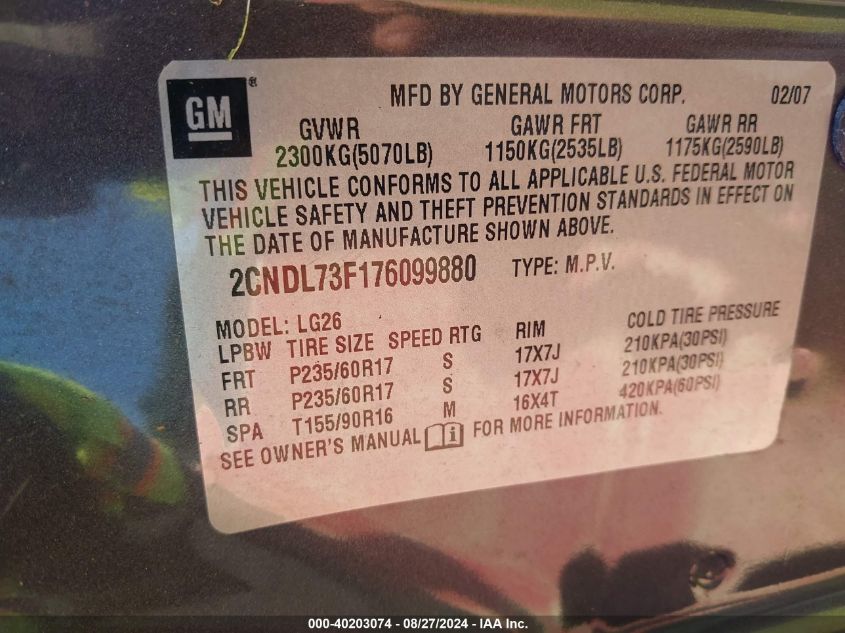 GM ®
MFD BY GENERAL MOTORS CORP. 02/07
GVWR GAWR FRT GAWR RR
2300KG(5070LB) 1150KG(2535LB) 1175KG(2590LB)
THIS VEHICLE CONFORMS TO ALL APPLICABLE U.S. FEDERAL MOTOR
VEHICLE SAFETY AND THEFT PREVENTION STANDARDS IN EFFECT ON
THE DATE OF MANUFACTURE SHOWN ABOVE.
2CNDL73F176099880 TYPE: M.P.V.
MODEL: LG26
LPBW TIRE SIZE SPEED RTG RIM COLD TIRE PRESSURE
FRT P235/60R17 S 17X7J 210KPA(30PSI)
RR P235/60R17 S 17X7J 210KPA(30PSI)
SPA T155/90R16 M 16X4T 420KPA(60PSI)
SEE OWNER'S MANUAL i FOR MORE INFORMATION.
000-40203074 - 08/27/2024 - IAA Inc.